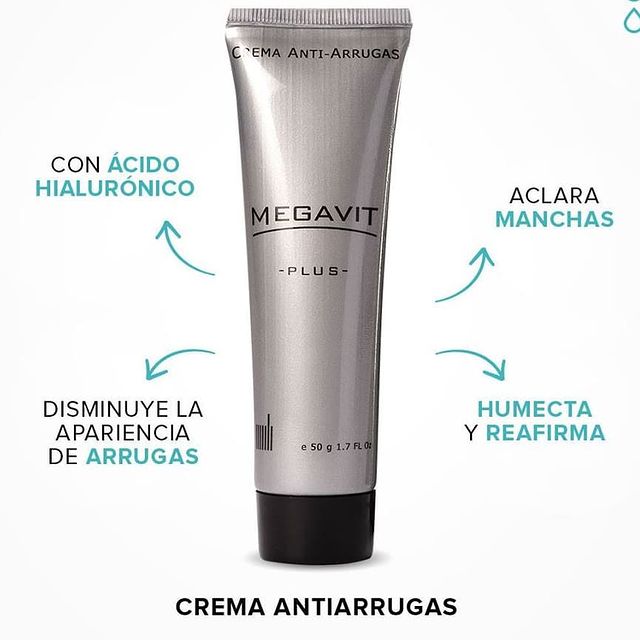 CREMA ANTI-ARRUGAS
CON ÁCIDO
HIALURÓNICO
ACLARA
MANCHAS
MEGAVIT
-PLUS-
DISMINUYE LA
APARIENCIA
DE ARRUGAS
HUMECTA
Y REAFIRMA
e 50 g 1.7 FL Oz
CREMA ANTIARRUGAS